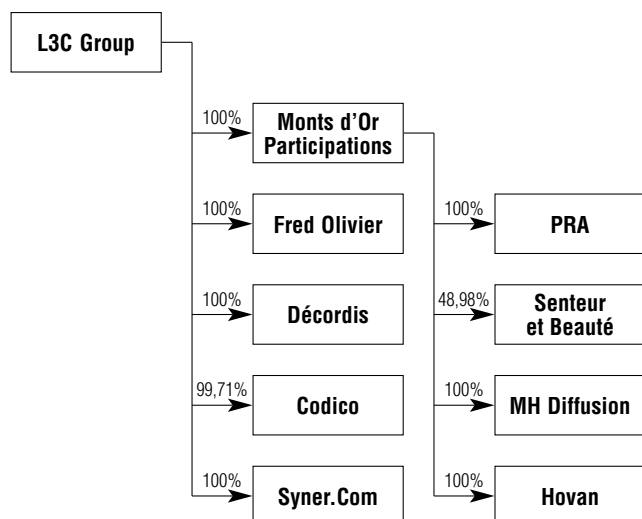 L3C Group
100%
Monts d'Or
Participations
100%
Fred Olivier
100%
PRA
100%
Décordis
48,98%
Senteur
et Beauté
99,71%
Codico
100%
MH Diffusion
100%
Syner.Com
100%
Hovan